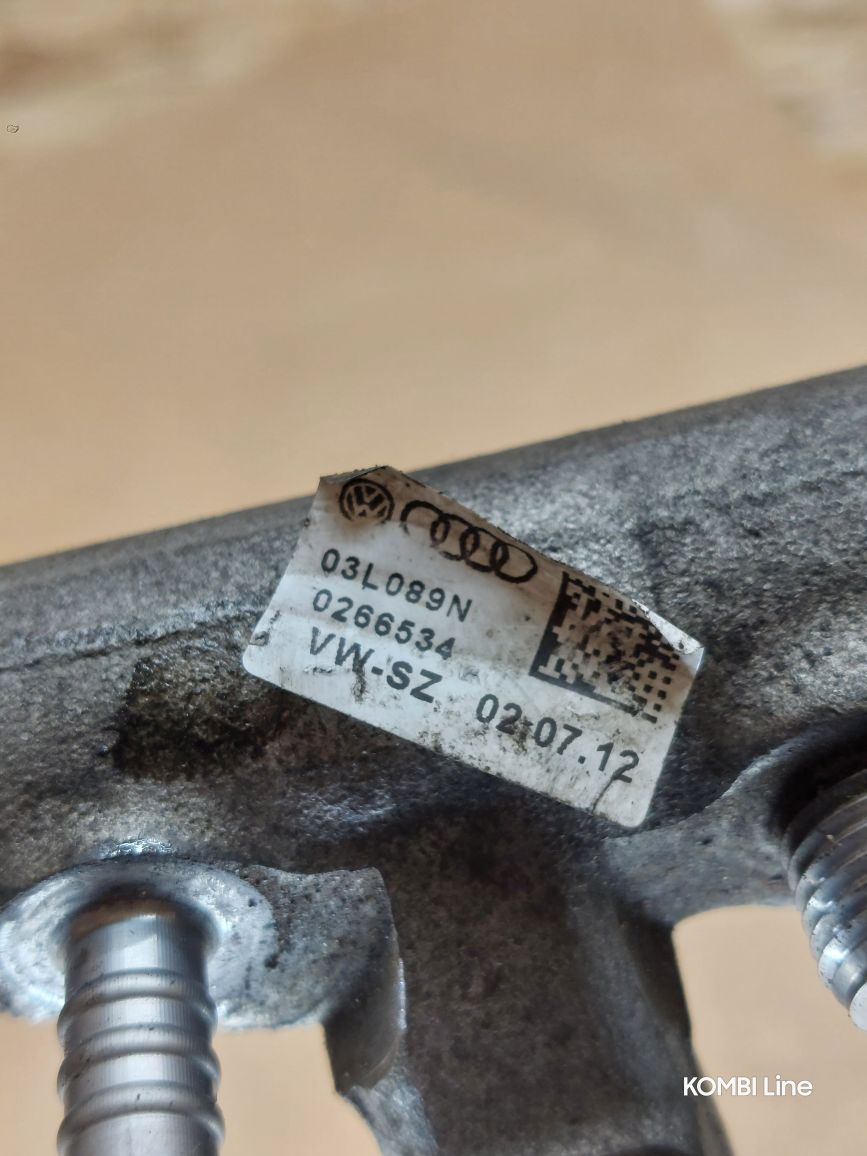 03L089N
0266534
VW-SZ 02.07.12
KOMBI Line